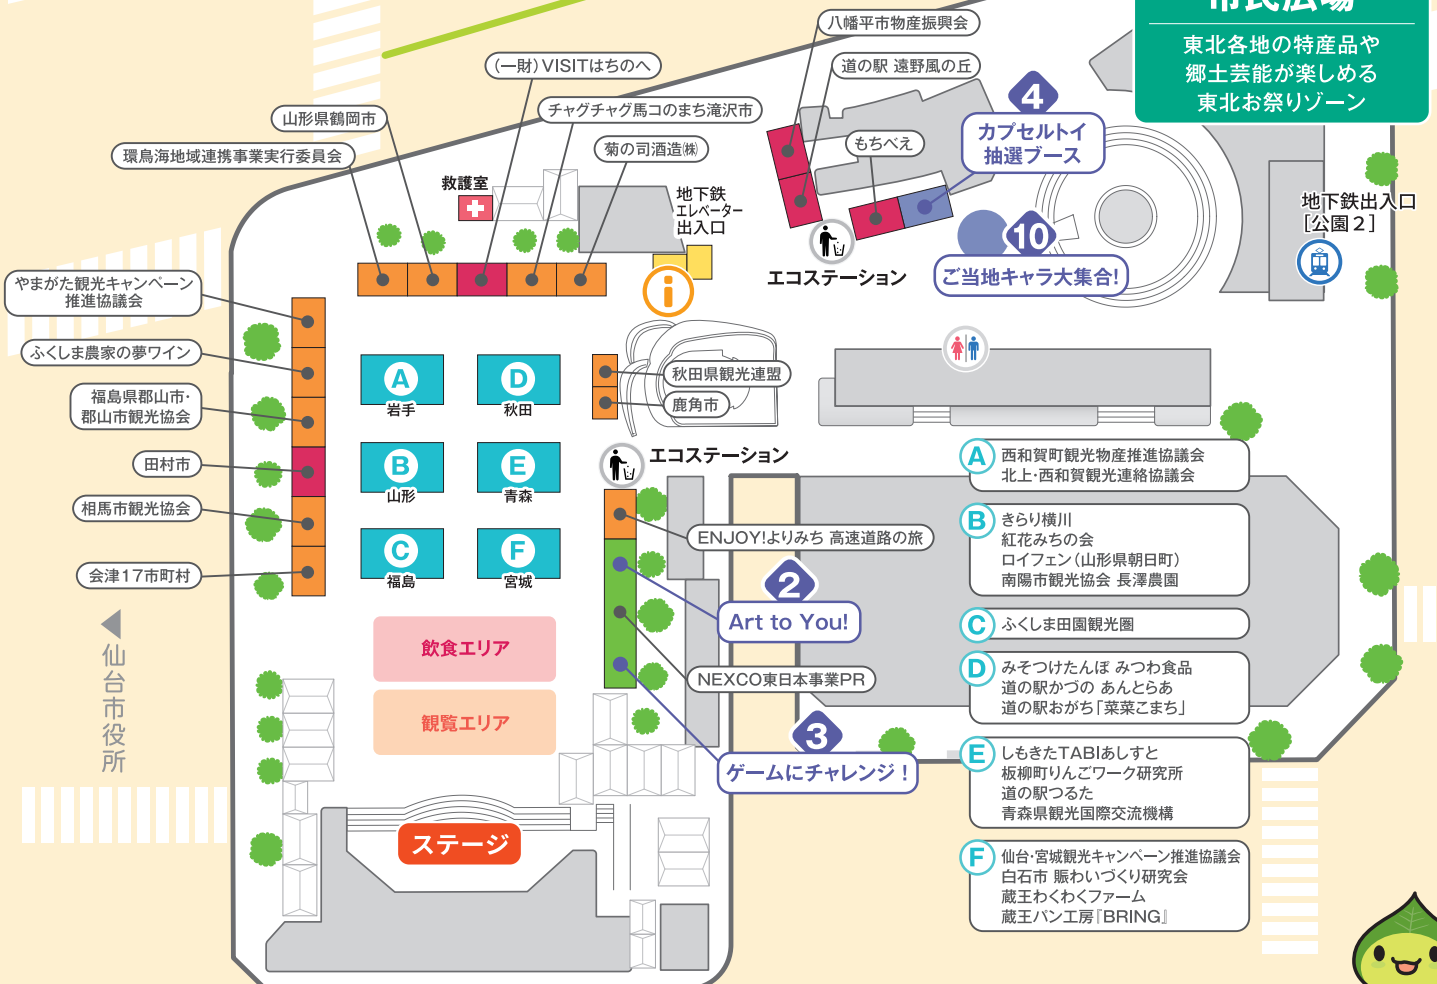 市民広場
東北各地の特産品や
郷土芸能が楽しめる
東北お祭りゾーン
八幡平市物産振興会
道の駅 遠野風の丘
(一財)VISITはちのへ
チャグチャグ馬コのまち滝沢市
山形県鶴岡市
菊の司酒造㈱
環鳥海地域連携事業実行委員会
もちべえ
4
カプセルトイ
抽選ブース
救護室
地下鉄
エレベーター
出入口
地下鉄出入口
[公園2]
エコステーション
10
ご当地キャラ大集合!
i
やまがた観光キャンペーン
推進協議会
ふくしま農家の夢ワイン
福島県郡山市・
郡山市観光協会
田村市
相馬市観光協会
会津17市町村
A
岩手
D
秋田
B
山形
E
青森
C
福島
F
宮城
秋田県観光連盟
鹿角市
エコステーション
ENJOY!よりみち 高速道路の旅
2
Art to You!
NEXCO東日本事業PR
3
ゲームにチャレンジ!
飲食エリア
観覧エリア
ステージ
仙台市役所
A
西和賀町観光物産推進協議会
北上・西和賀観光連絡協議会
B
きらり横川
紅花みちの会
ロイフェン(山形県朝日町)
南陽市観光協会 長澤農園
C
ふくしま田園観光圏
D
みそつけたんぽ みつわ食品
道の駅かづの あんとらあ
道の駅おがち「菜菜こまち」
E
しもきたTABIあしすと
板柳町りんごワーク研究所
道の駅つるた
青森県観光国際交流機構
F
仙台・宮城観光キャンペーン推進協議会
白石市 賑わいづくり研究会
蔵王わくわくファーム
蔵王パン工房『BRING』